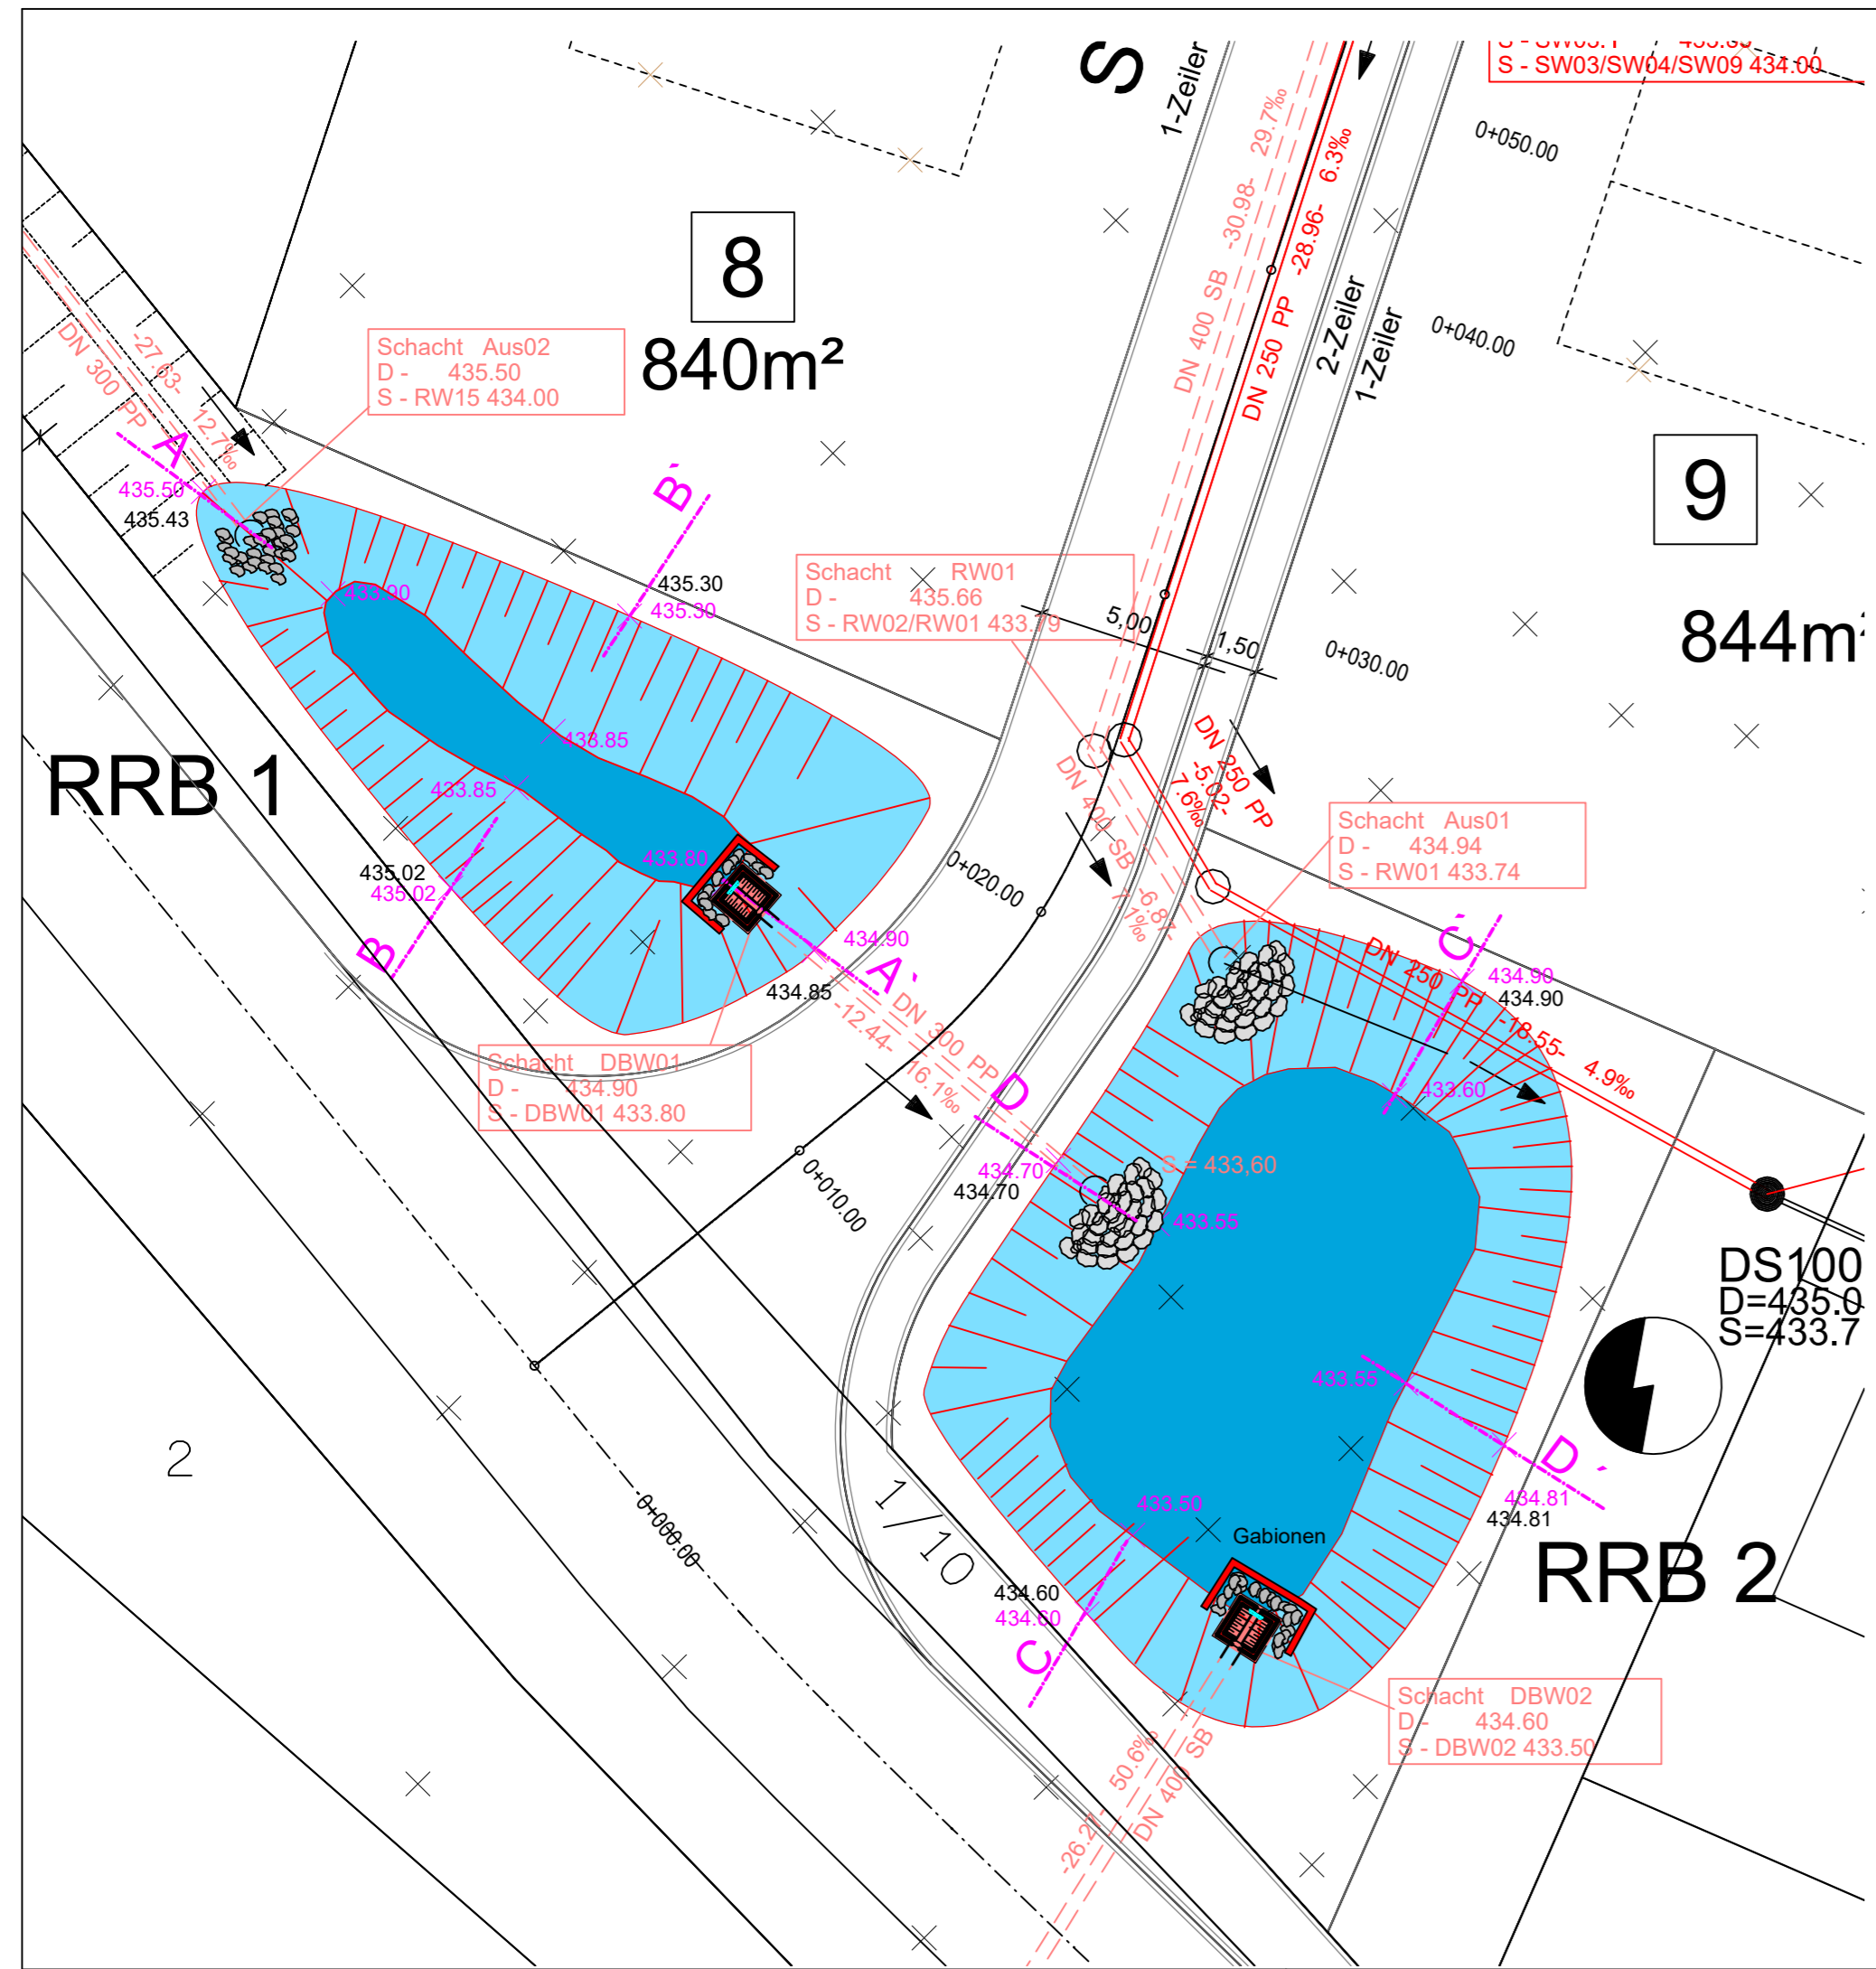 S
1-Zeiler
S - SW03/SW04/SW09 434.00
0+050.00
DN 400 SB -30.98- 29.7‰
DN 250 PP -28.96- 6.3‰
2-Zeiler
1-Zeiler
0+040.00
8
840m²
Schacht Aus02
D - 435.50
S - RW15 434.00
-27.63- 12.7‰
DN 300 PP
A
435.50
435.43
B´
9
844m²
435.30
435.30
433.90
Schacht RW01
D - 435.66
S - RW02/RW01 433.79
5,00
1,50
0+030.00
RRB 1
433.85
433.85
DN 250 PP
-5.02-
7.6‰
DN 400 SB -6.87-
7.1‰
Schacht Aus01
D - 434.94
S - RW01 433.74
433.80
435.02
435.02
B
0+020.00
434.90
A´
434.85
DN 300 PP
-12.44- 16.1‰
C´
434.90
434.90
DN 250 PP -18.55- 4.9‰
Schacht DBW01
D - 434.90
S - DBW01 433.80
433.60
D
434.70
434.70
S = 433,60
433.55
0+010.00
DS100
D=435.0
S=433.7
433.55
D´
434.81
434.81
2
0+000.00
1/10
433.50
Gabionen
434.60
434.60
C
RRB 2
Schacht DBW02
D - 434.60
S - DBW02 433.50
50.6‰
DN 400 SB